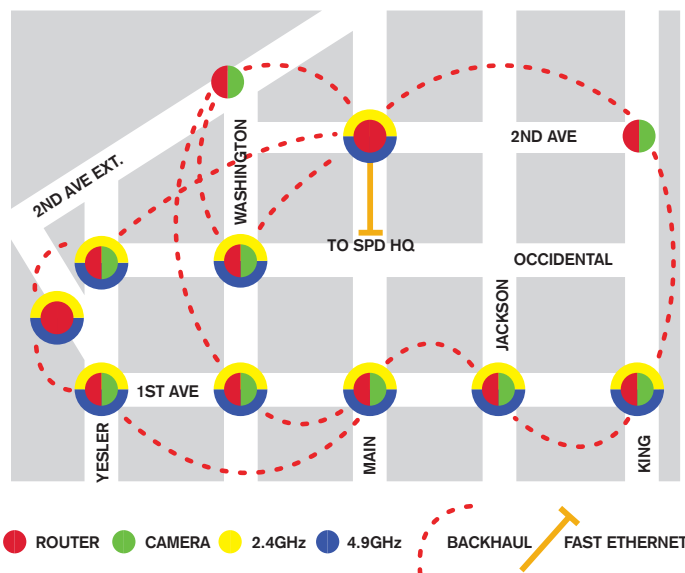 2ND AVE EXT.
WASHINGTON
2ND AVE
TO SPD HQ
OCCIDENTAL
JACKSON
1ST AVE
YESLER
MAIN
KING
ROUTER
CAMERA
2.4GHz
4.9GHz
BACKHAUL
FAST ETHERNET